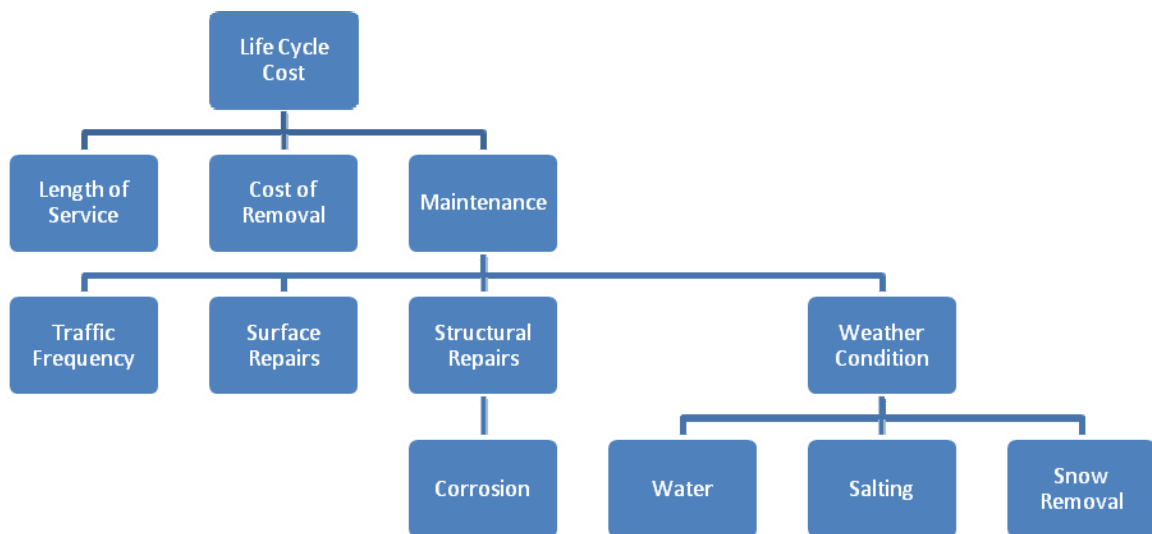 Life Cycle
Cost
Length of
Service
Cost of
Removal
Maintenance
Traffic
Frequency
Surface
Repairs
Structural
Repairs
Weather
Condition
Corrosion
Water
Salting
Snow
Removal